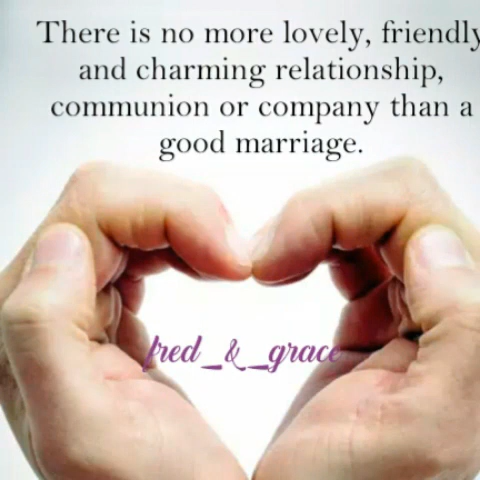 There is no more lovely, friendly
and charming relationship,
communion or company than a
good marriage.
fred_&_grace